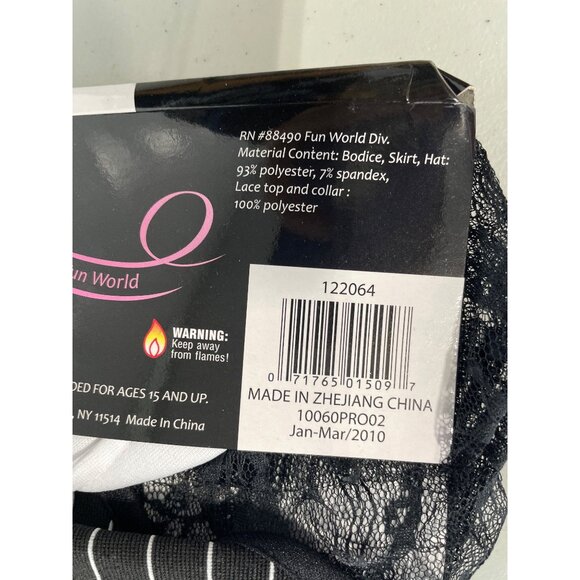 RN #88490 Fun World Div.
Material Content: Bodice, Skirt, Hat:
93% polyester, 7% spandex,
Lace top and collar :
100% polyester
un World
WARNING:
Keep away
from flames!
DED FOR AGES 15 AND UP.
, NY 11514 Made In China
122064
0 71765 01509 7
MADE IN ZHEJIANG CHINA
10060PRO02
Jan-Mar/2010